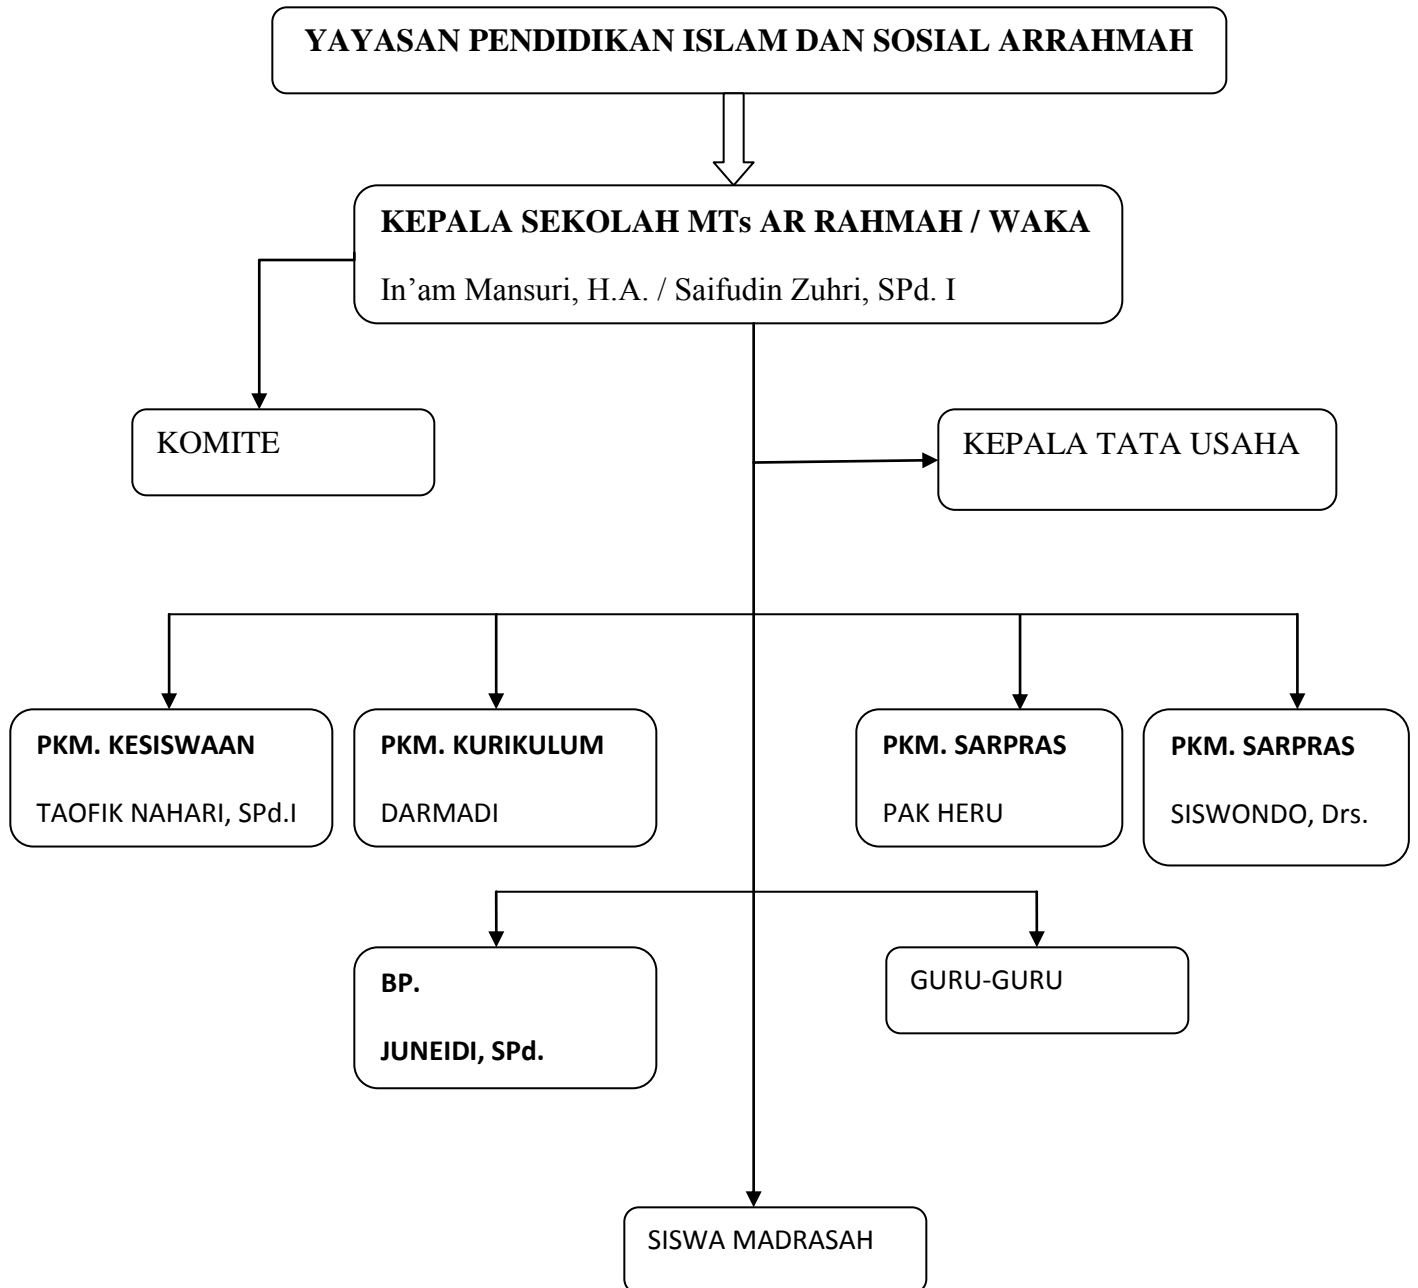 YAYASAN PENDIDIKAN ISLAM DAN SOSIAL ARRAHMAH
KEPALA SEKOLAH MTs AR RAHMAH / WAKA
In’am Mansuri, H.A. / Saifudin Zuhri, SPd. I
KOMITE
KEPALA TATA USAHA
PKM. KESISWAAN
TAOFIK NAHARI, SPd.I
PKM. KURIKULUM
DARMADI
PKM. SARPRAS
PAK HERU
PKM. SARPRAS
SISWONDO, Drs.
BP.
JUNEIDI, SPd.
GURU-GURU
SISWA MADRASAH